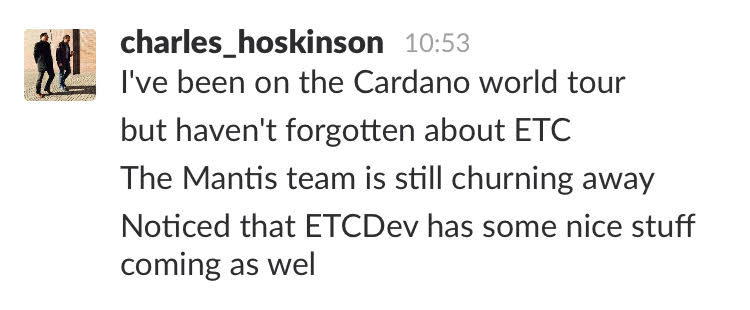 charles_hoskinson 10:53
I've been on the Cardano world tour
but haven't forgotten about ETC
The Mantis team is still churning away
Noticed that ETCDev has some nice stuff
coming as wel